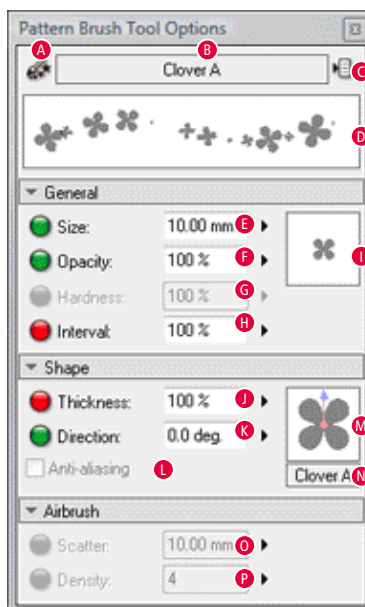 Pattern Brush Tool Options
A
B
Clover A
C
D
General
Size: 10.00 mm E
Opacity: 100 % F
Hardness: 100 % G
Interval: 100 % H
I
Shape
Thickness: 100 % J
Direction: 0.0 deg. K
Anti-aliasing L
M
Clover A N
Airbrush
Scatter: 10.00 mm O
Density: 4 P